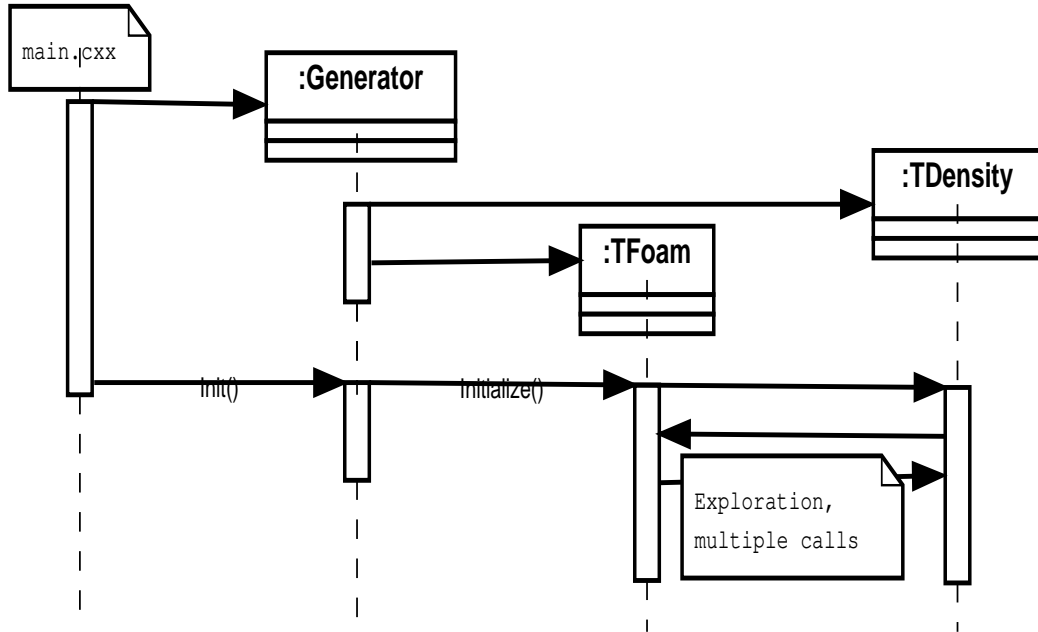 main.cxx
:Generator
:TDensity
:TFoam
Init()
Initialize()
Exploration,
multiple calls